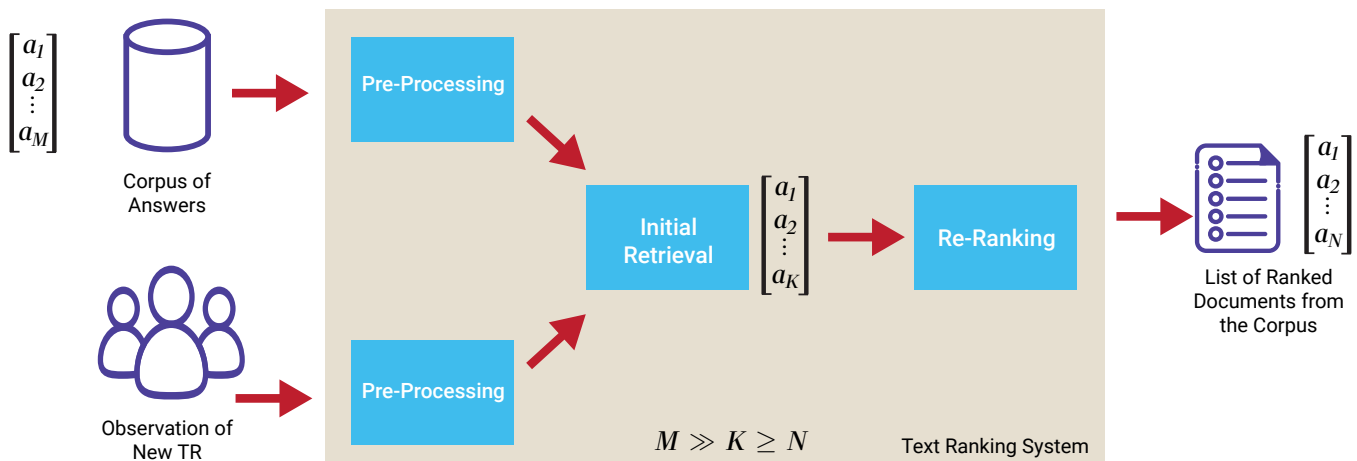 a1
a2
⋮
aM
Corpus of
Answers
Observation of
New TR
Pre-Processing
Pre-Processing
Initial
Retrieval
a1
a2
⋮
aK
Re-Ranking
M ≫ K ≥ N
Text Ranking System
a1
a2
⋮
aN
List of Ranked
Documents from
the Corpus